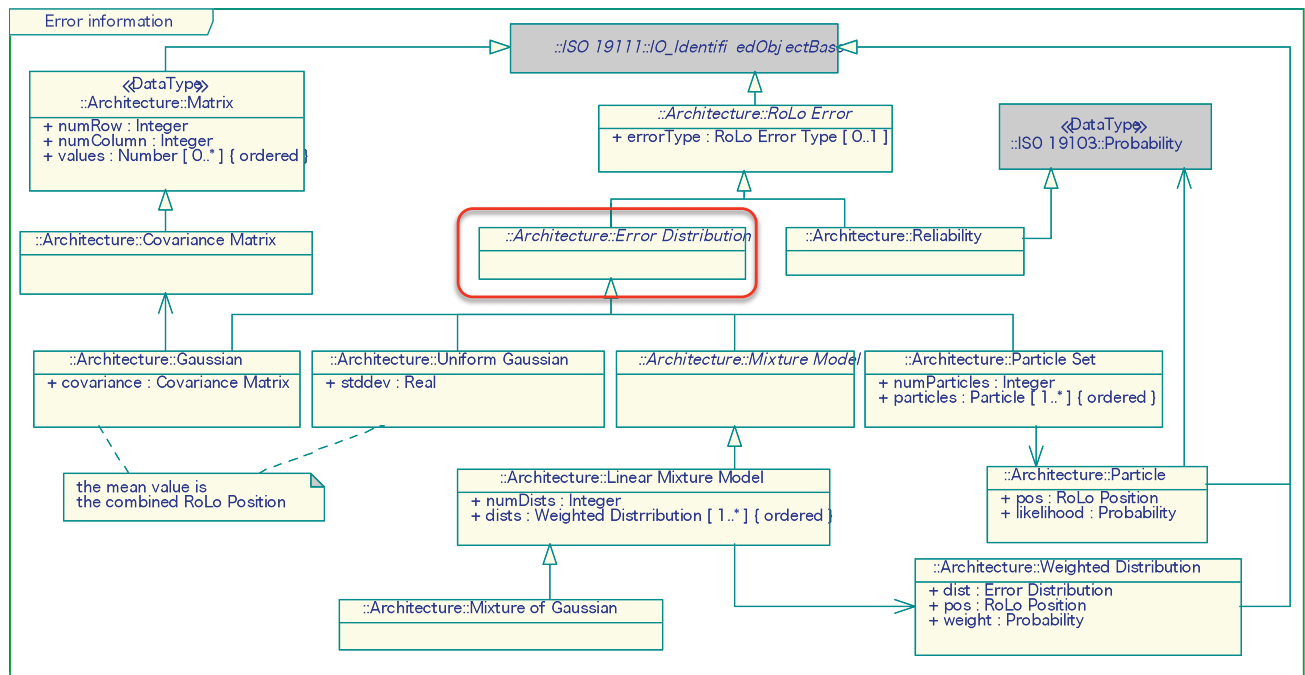 Error information
::ISO 19111::IO_Identifi edObjectBase
«DataType»
::Architecture::Matrix
+ numRow : Integer
+ numColumn : Integer
+ values : Number [ 0..* ] { ordered }
::Architecture::RoLo Error
+ errorType : RoLo Error Type [ 0..1 ]
«DataType»
::ISO 19103::Probability
::Architecture::Covariance Matrix
::Architecture::Error Distribution
::Architecture::Reliability
::Architecture::Gaussian
+ covariance : Covariance Matrix
::Architecture::Uniform Gaussian
+ stddev : Real
::Architecture::Mixture Model
::Architecture::Particle Set
+ numParticles : Integer
+ particles : Particle [ 1..* ] { ordered }
the mean value is
the combined RoLo Position
::Architecture::Linear Mixture Model
+ numDists : Integer
+ dists : Weighted Distrribution [ 1..* ] { ordered }
::Architecture::Particle
+ pos : RoLo Position
+ likelihood : Probability
::Architecture::Mixture of Gaussian
::Architecture::Weighted Distribution
+ dist : Error Distribution
+ pos : RoLo Position
+ weight : Probability